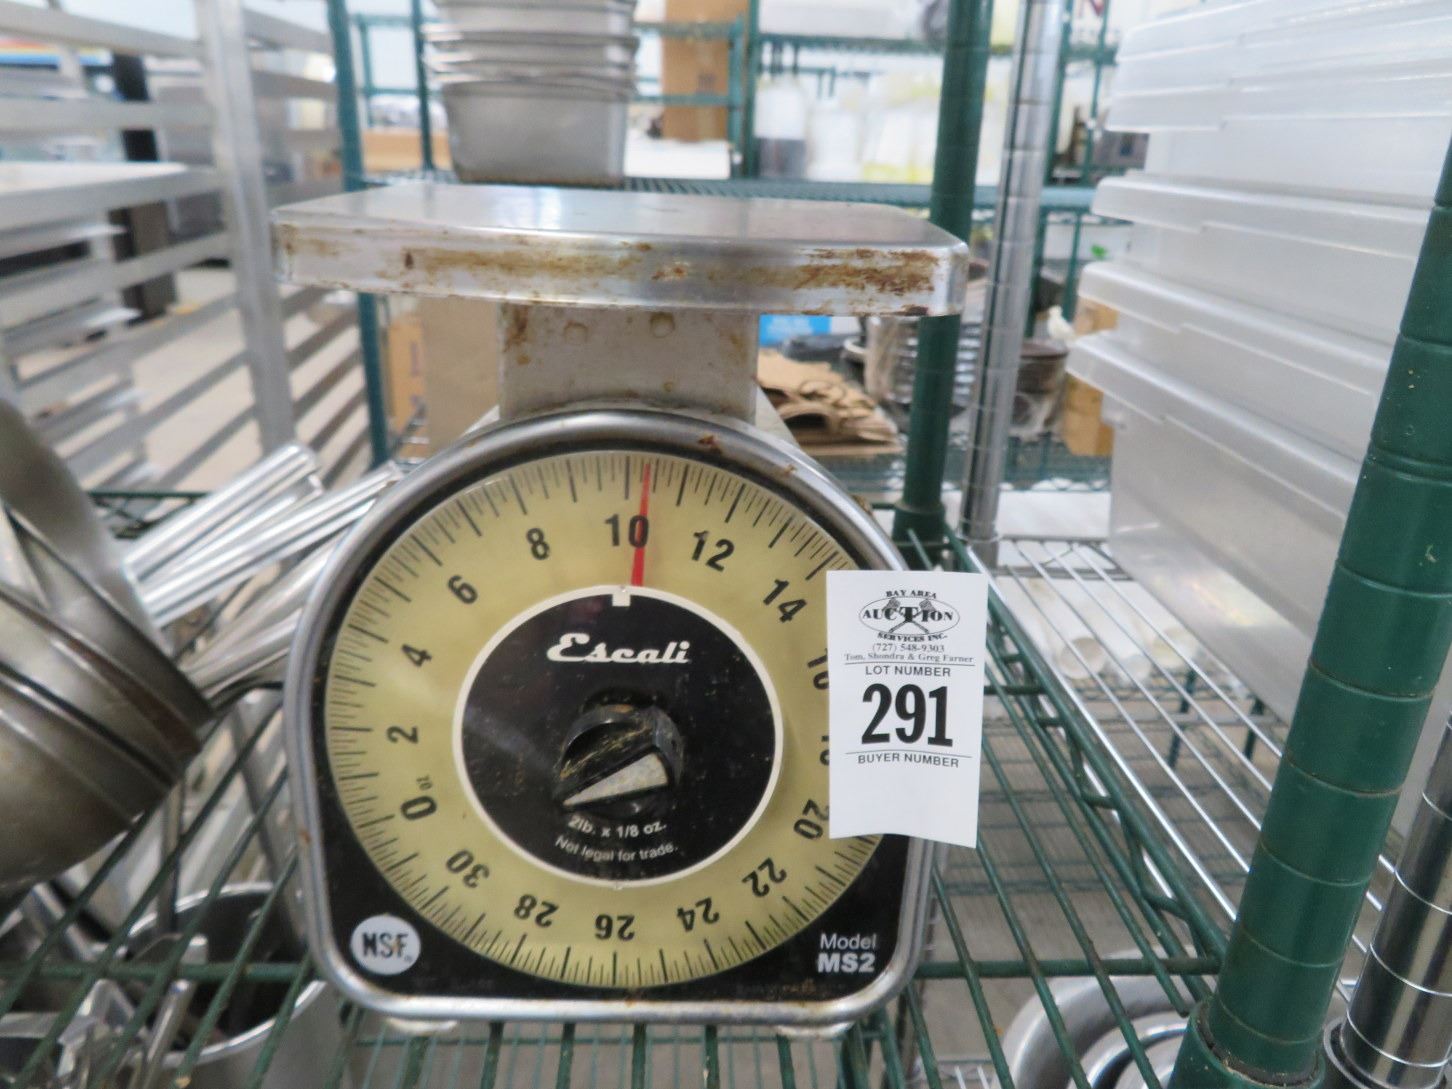 8
10
12
6
14
4
2
0 oz
20
30
22
28
26
24
Escali
2lb. x 1/8 oz.
Not legal for trade.
NSF
Model
MS2
BAY AREA
AUCTION
SERVICES INC.
(727) 548-9303
Tom, Shondra & Greg Farner
LOT NUMBER
291
BUYER NUMBER